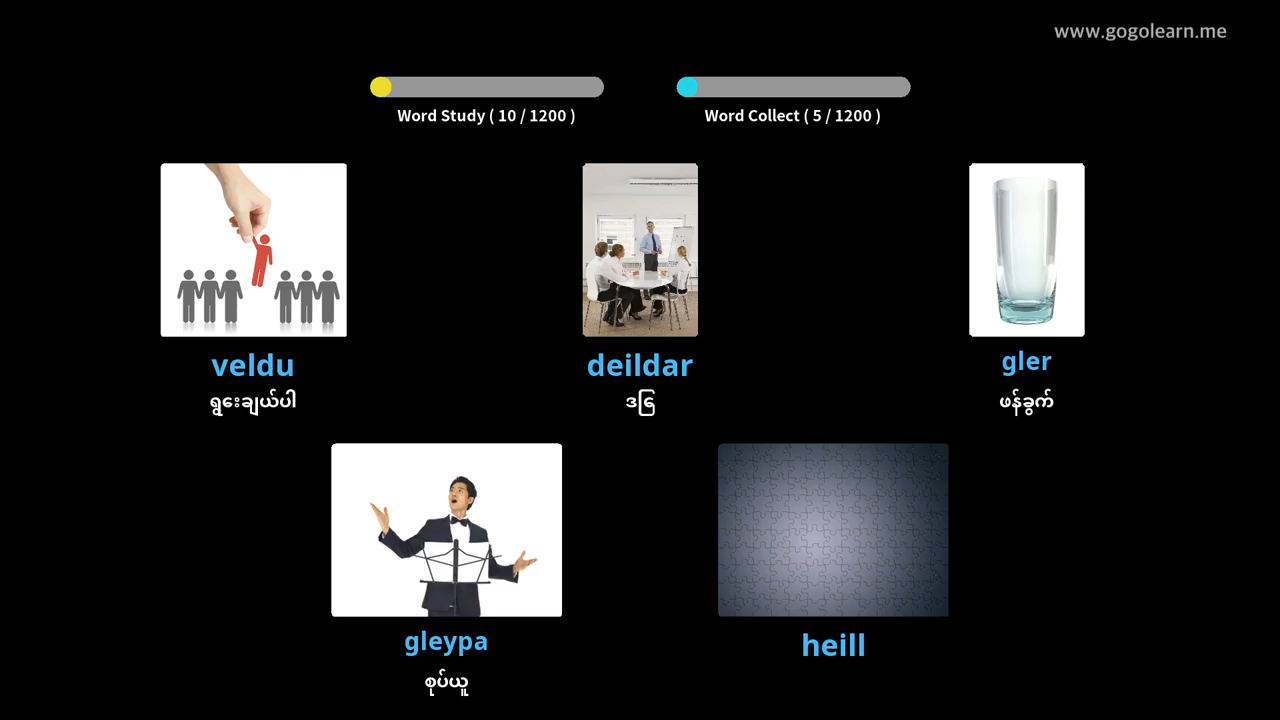 www.gogolearn.me
Word Study ( 10 / 1200 )
Word Collect ( 5 / 1200 )
veldu
ရွေးချယ်ပါ
deildar
ဒြေ
gler
ဖန်ခွက်
gleypa
စုပ်ယူ
heill